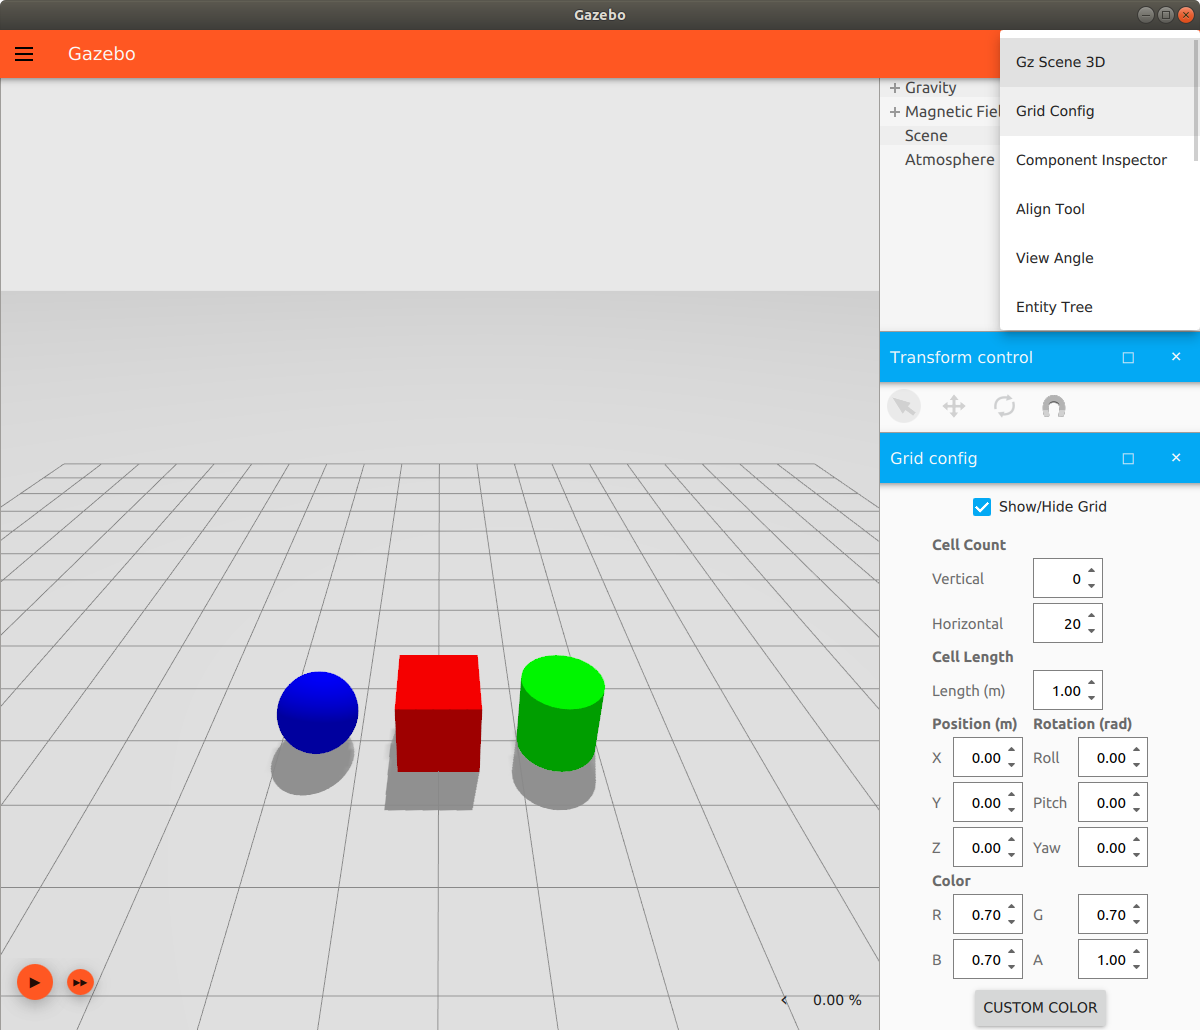 Gazebo
Gazebo
Gz Scene 3D
Grid Config
Component Inspector
Align Tool
View Angle
Entity Tree
Gravity
Magnetic Fiel
Scene
Atmosphere
Transform control
Grid config
Show/Hide Grid
Cell Count
Vertical 0
Horizontal 20
Cell Length
Length (m) 1.00
Position (m) Rotation (rad)
X 0.00 Roll 0.00
Y 0.00 Pitch 0.00
Z 0.00 Yaw 0.00
Color
R 0.70 G 0.70
B 0.70 A 1.00
CUSTOM COLOR
0.00 %